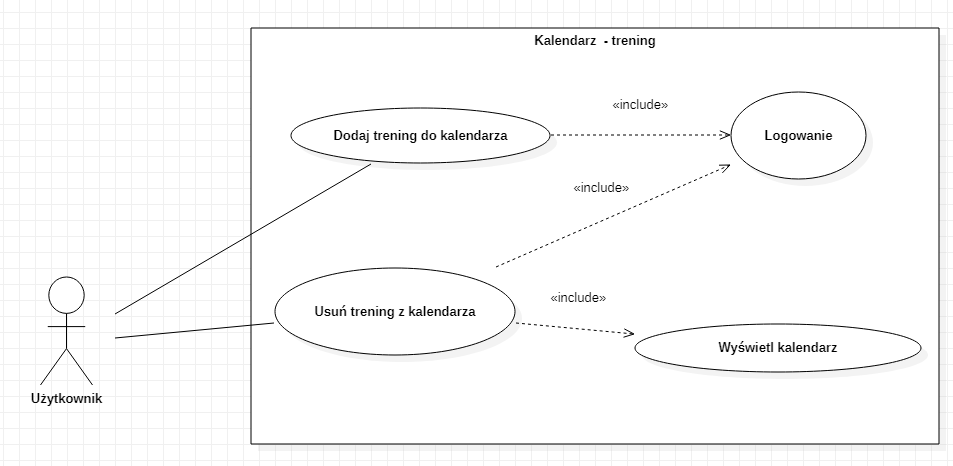 Kalendarz - trening
«include»
Dodaj trening do kalendarza
Logowanie
«include»
«include»
Usuń trening z kalendarza
Wyświetl kalendarz
Użytkownik